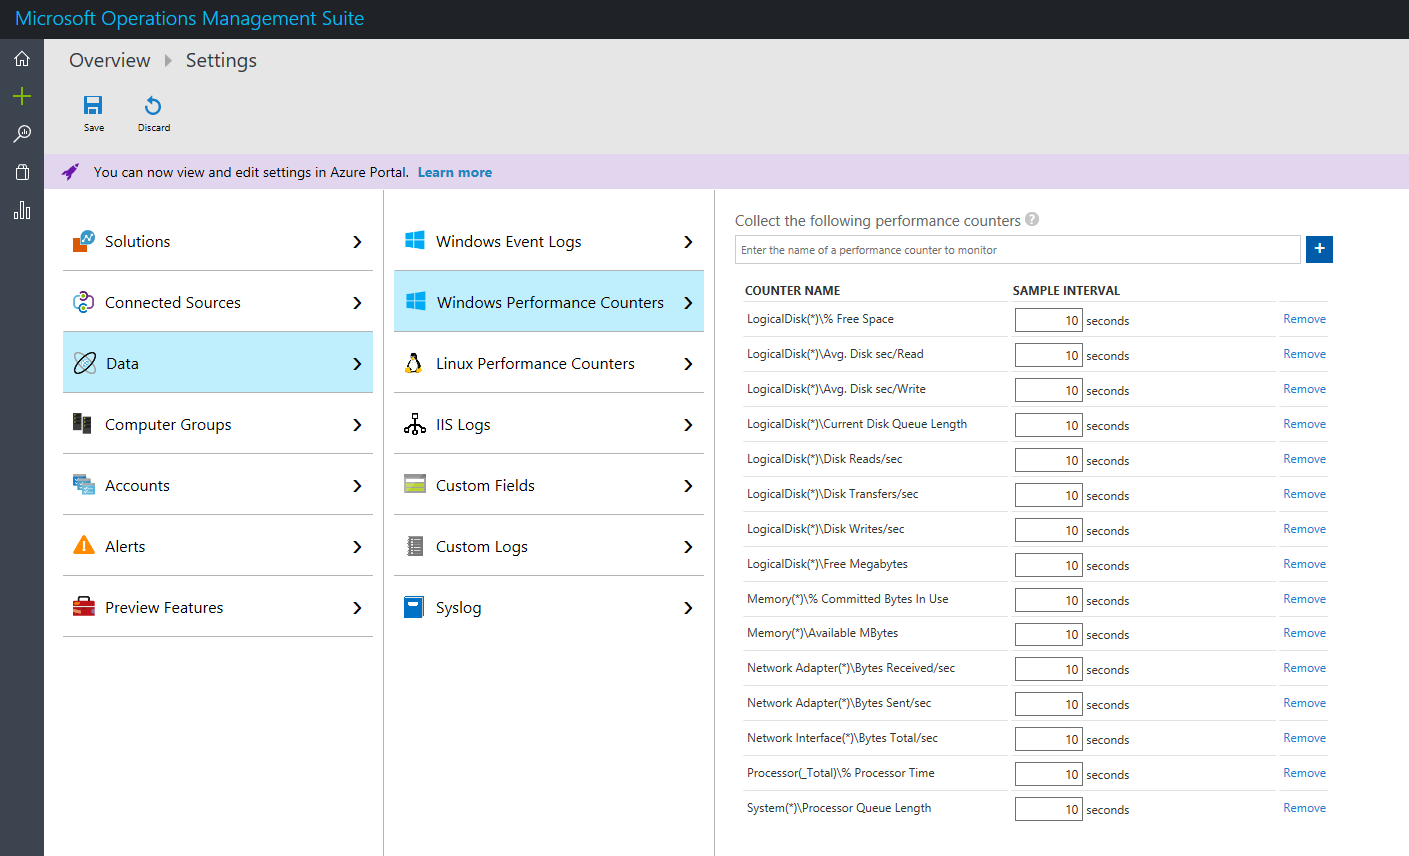 Microsoft Operations Management Suite
Overview Settings
Save Discard
You can now view and edit settings in Azure Portal. Learn more
Solutions
Connected Sources
Data
Computer Groups
Accounts
Alerts
Preview Features
Windows Event Logs
Windows Performance Counters
Linux Performance Counters
IIS Logs
Custom Fields
Custom Logs
Syslog
Collect the following performance counters ?
Enter the name of a performance counter to monitor +
COUNTER NAME SAMPLE INTERVAL
LogicalDisk(*)\% Free Space 10 seconds Remove
LogicalDisk(*)\Avg. Disk sec/Read 10 seconds Remove
LogicalDisk(*)\Avg. Disk sec/Write 10 seconds Remove
LogicalDisk(*)\Current Disk Queue Length 10 seconds Remove
LogicalDisk(*)\Disk Reads/sec 10 seconds Remove
LogicalDisk(*)\Disk Transfers/sec 10 seconds Remove
LogicalDisk(*)\Disk Writes/sec 10 seconds Remove
LogicalDisk(*)\Free Megabytes 10 seconds Remove
Memory(*)\% Committed Bytes In Use 10 seconds Remove
Memory(*)\Available MBytes 10 seconds Remove
Network Adapter(*)\Bytes Received/sec 10 seconds Remove
Network Adapter(*)\Bytes Sent/sec 10 seconds Remove
Network Interface(*)\Bytes Total/sec 10 seconds Remove
Processor(_Total)\% Processor Time 10 seconds Remove
System(*)\Processor Queue Length 10 seconds Remove